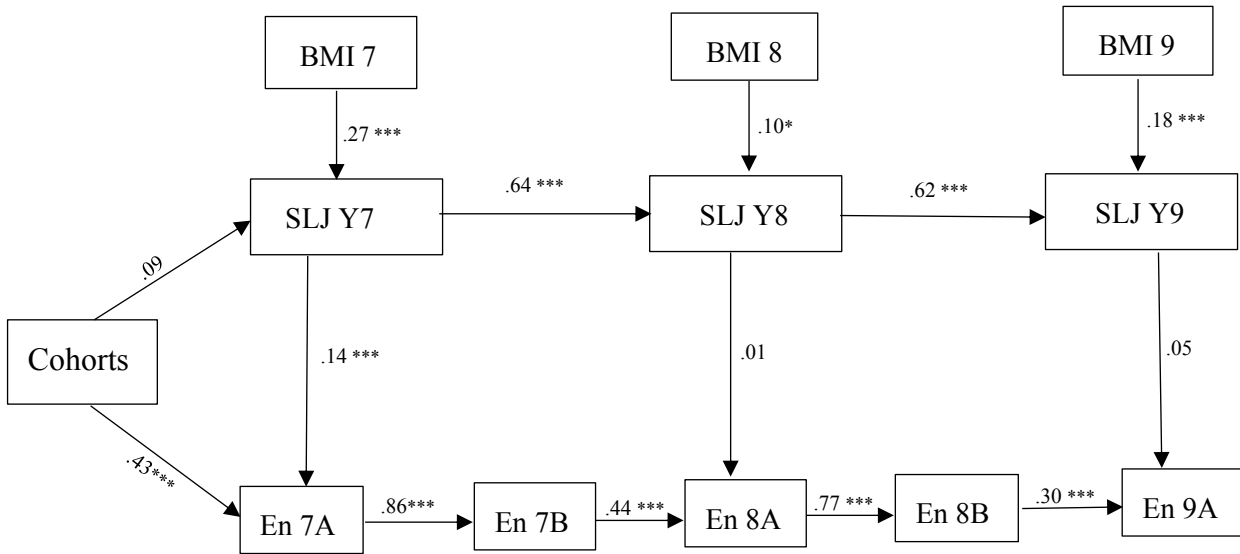 BMI 7
BMI 8
BMI 9
.27 ***
.10*
.18 ***
SLJ Y7
.64 ***
SLJ Y8
.62 ***
SLJ Y9
.09
Cohorts
.14 ***
.01
.05
.43***
En 7A
.86***
En 7B
.44 ***
En 8A
.77 ***
En 8B
.30 ***
En 9A